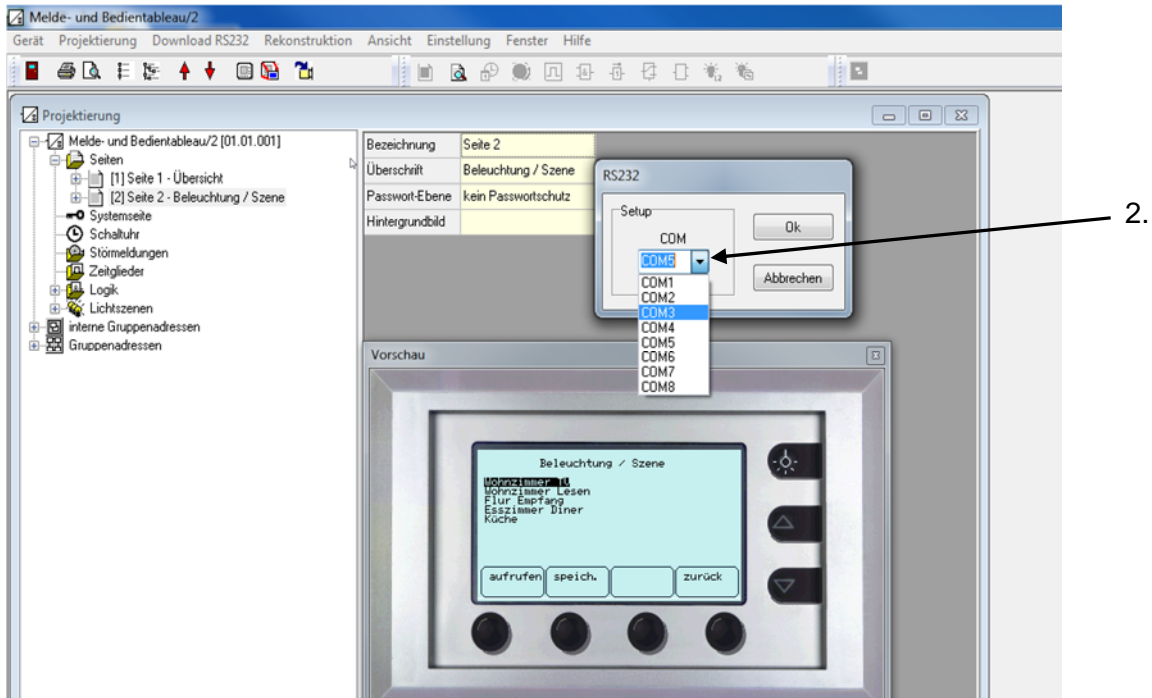 Melde- und Bedientableau/2
Gerät Projektierung Download RS232 Rekonstruktion Ansicht Einstellung Fenster Hilfe
Projektierung
Melde- und Bedientableau/2 [01.01.001]
Seiten
[1] Seite 1 - Übersicht
[2] Seite 2 - Beleuchtung / Szene
Systemseite
Schaltuhr
Störmeldungen
Zeitglieder
Logik
Lichtszenen
interne Gruppenadressen
Gruppenadressen
Bezeichnung Seite 2
Überschrift Beleuchtung / Szene
Passwort-Ebene kein Passwortschutz
Hintergrundbild
RS232
Setup
COM
COM5
COM1
COM2
COM3
COM4
COM5
COM6
COM7
COM8
Ok
Abbrechen
2.
Vorschau
Beleuchtung / Szene
Wohnzimmer TV
Wohnzimmer Lesen
Flur Empfang
Esszimmer Diner
Küche
aufrufen speich. zurück